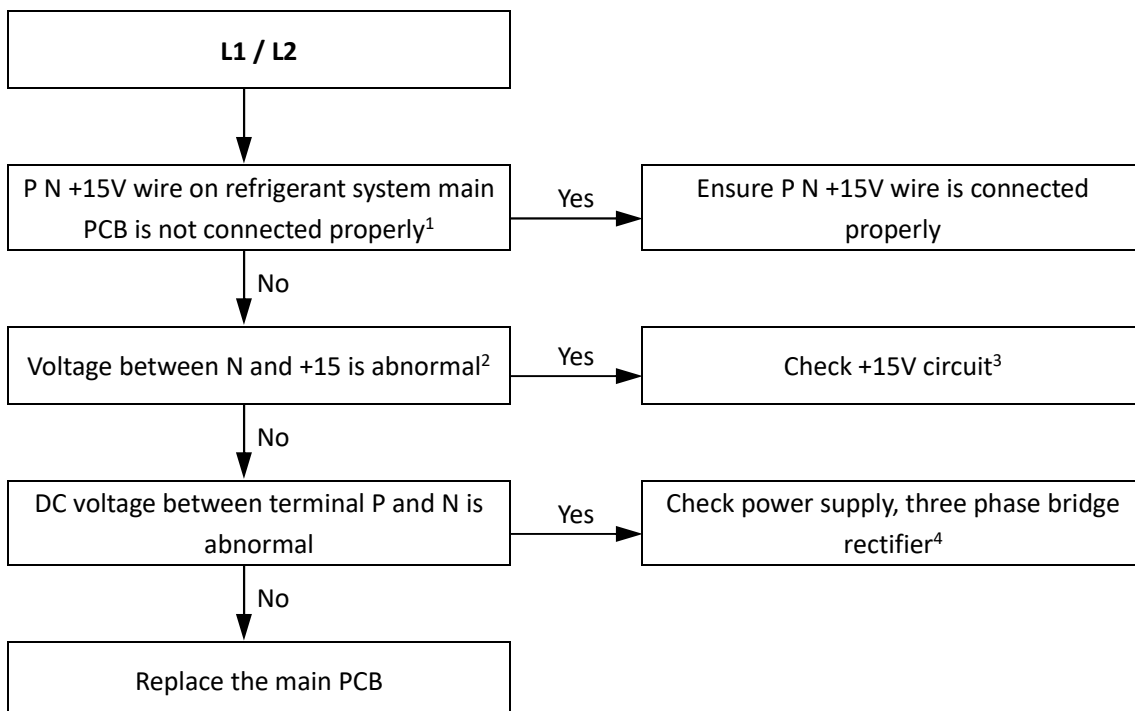 L1 / L2
P N +15V wire on refrigerant system main
PCB is not connected properly¹
Yes
Ensure P N +15V wire is connected
properly
No
Voltage between N and +15 is abnormal²
Yes
Check +15V circuit³
No
DC voltage between terminal P and N is
abnormal
Yes
Check power supply, three phase bridge
rectifier⁴
No
Replace the main PCB